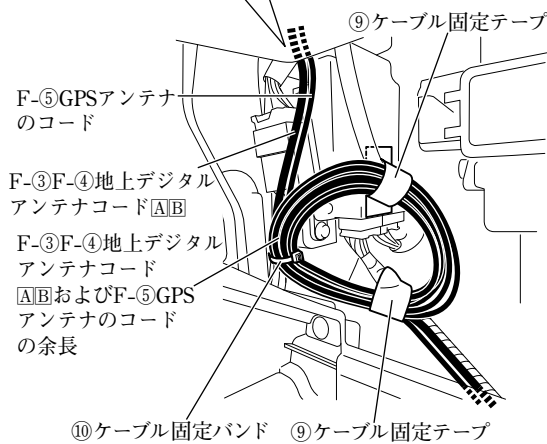 ⑨ケーブル固定テープ
F-⑤GPSアンテナ
のコード
F-③F-④地上デジタル
アンテナコード🄰🄱
F-③F-④地上デジタル
アンテナコード
🄰🄱およびF-⑤GPS
アンテナのコード
の余長
⑩ケーブル固定バンド
⑨ケーブル固定テープ